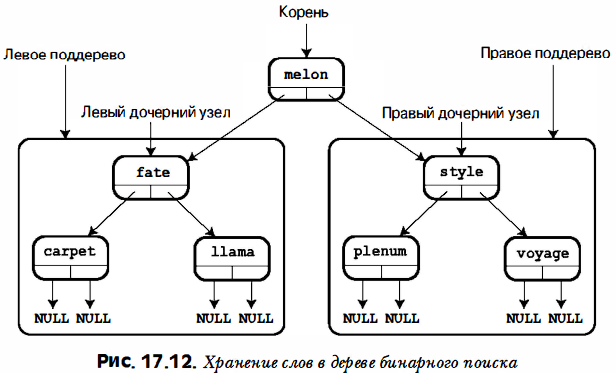 Корень
Левое поддерево
Правое поддерево
melon
Левый дочерний узел
Правый дочерний узел
fate
style
carpet
llama
plenum
voyage
NULL NULL NULL NULL NULL NULL NULL NULL
Рис. 17.12. Хранение слов в дереве бинарного поиска